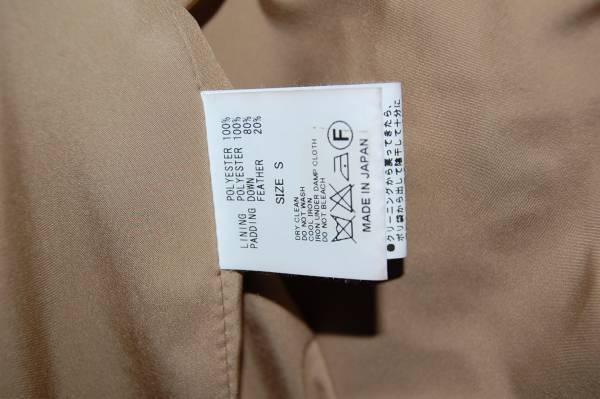 POLYESTER 100%
LINING POLYESTER 100%
PADDING DOWN 80%
FEATHER 20%
SIZE S
DRY CLEAN
DO NOT WASH
COOL IRON
IRON UNDER DAMP CLOTH
DO NOT BLEACH
F
MADE IN JAPAN
●クリーニングから戻ってきたら、
ポリ袋から出して陰干しして十分に